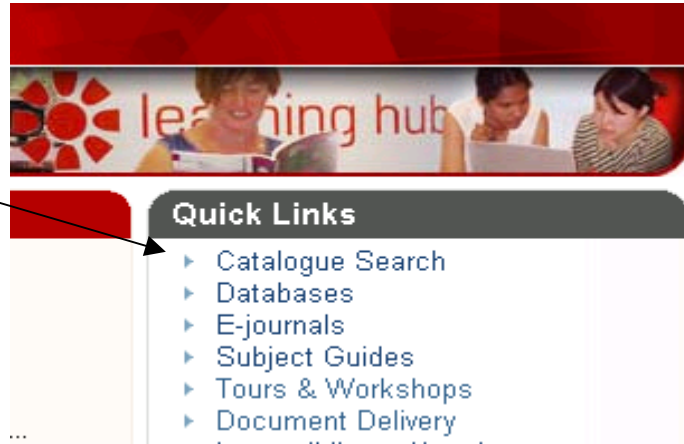 learning hub
Quick Links
Catalogue Search
Databases
E-journals
Subject Guides
Tours & Workshops
Document Delivery
...